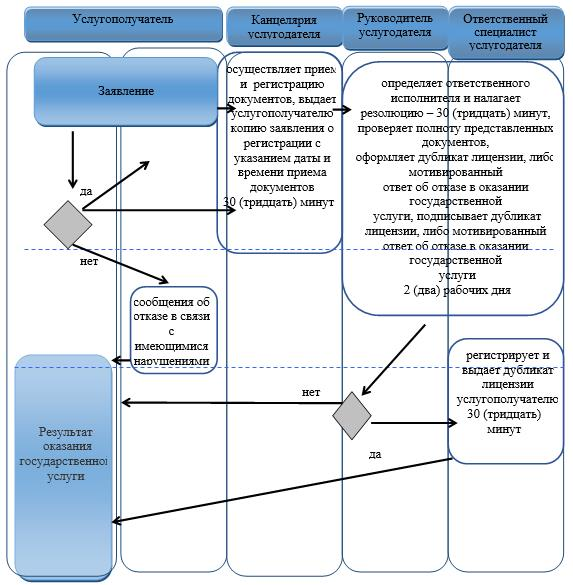 Услугополучатель
Канцелярия
услугодателя
Руководитель
услугодателя
Ответственный
специалист
услугодателя
Заявление
осуществляет прием
и регистрацию
документов, выдает
услугополучателю
копию заявления о
регистрации с
указанием даты и
времени приема
документов
30 (тридцать) минут
определяет ответственного
исполнителя и налагает
резолюцию – 30 (тридцать) минут,
проверяет полноту представленных
документов,
оформляет дубликат лицензии, либо
мотивированный
ответ об отказе в оказании
государственной
услуги, подписывает дубликат
лицензии, либо мотивированный
ответ об отказе в оказании
государственной
услуги
2 (два) рабочих дня
да
нет
сообщения об
отказе в связи
с
имеющимися
нарушениями
регистрирует и
выдает дубликат
лицензии
услугополучателю
30 (тридцать)
минут
нет
да
Результат
оказания
государственной
услуги